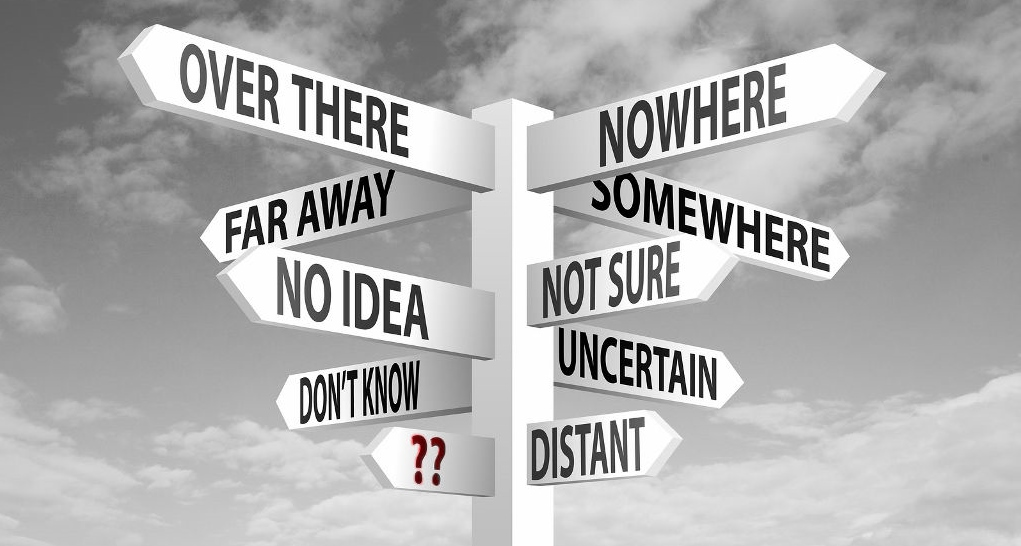 OVER THERE
NOWHERE
FAR AWAY
SOMEWHERE
NO IDEA
NOT SURE
DON'T KNOW
UNCERTAIN
??
DISTANT